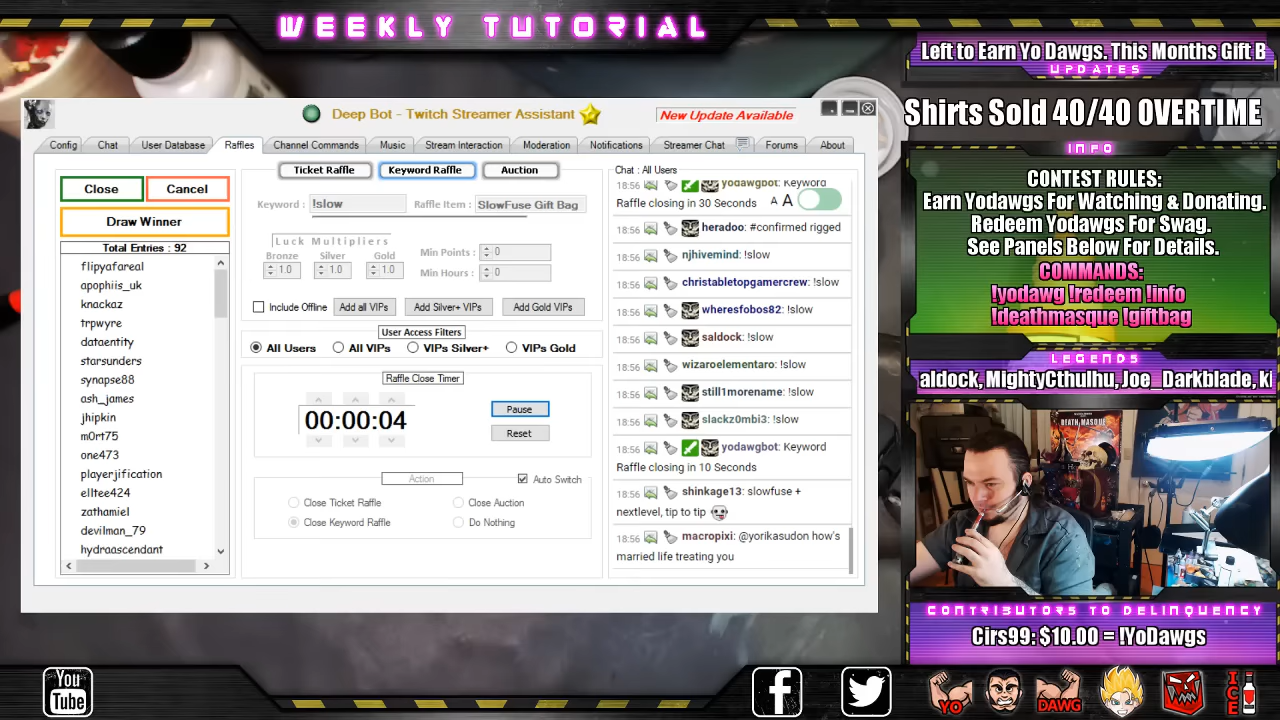 WEEKLY TUTORIAL
Left to Earn Yo Dawgs. This Months Gift B
UPDATES
Shirts Sold 40/40 OVERTIME
INFO
CONTEST RULES:
Earn Yodawgs For Watching & Donating.
Redeem Yodawgs For Swag.
See Panels Below For Details.
COMMANDS:
!yodawg !redeem !info
!deathmasque !giftbag
LEGENDS
aldock, MightyCthulhu, Joe_Darkblade, ki
DEATH MASQUE
CONTRIBUTORS TO DELINQUENCY
Cirs99: $10.00 = !YoDawgs
Deep Bot - Twitch Streamer Assistant
New Update Available
Config Chat User Database Raffles Channel Commands Music Stream Interaction Moderation Notifications Streamer Chat Forums About
Close Cancel
Draw Winner
Total Entries : 92
flipyafareal
apophiis_uk
knackaz
trpwyre
dataentity
starsunders
synapse88
ash_james
jhipkin
m0rt75
one473
playerjification
elltee424
zathamiel
devilman_79
hydraascendant
Ticket Raffle Keyword Raffle Auction
Keyword : !slow Raffle Item : SlowFuse Gift Bag
Luck Multipliers
Bronze Silver Gold
1.0 1.0 1.0
Min Points : 0
Min Hours : 0
Include Offline Add all VIPs Add Silver+ VIPs Add Gold VIPs
User Access Filters
All Users All VIPs VIPs Silver+ VIPs Gold
Raffle Close Timer
00:00:04
Pause
Reset
Action Auto Switch
Close Ticket Raffle Close Auction
Close Keyword Raffle Do Nothing
Chat : All Users
18:56 yodawgbot: Keyword
Raffle closing in 30 Seconds A A
18:56 heradoo: #confirmed rigged
18:56 njhivemind: !slow
18:56 christabletopgamercrew: !slow
18:56 wheresfobos82: !slow
18:56 saldock: !slow
18:56 wizaroelementaro: !slow
18:56 still1morename: !slow
18:56 slackz0mbi3: !slow
18:56 yodawgbot: Keyword
Raffle closing in 10 Seconds
18:56 shinkage13: slowfuse +
nextlevel, tip to tip
18:56 macropixi: @yorikasudon how's
married life treating you
You
Tube
f
YO
DAWG
ICE